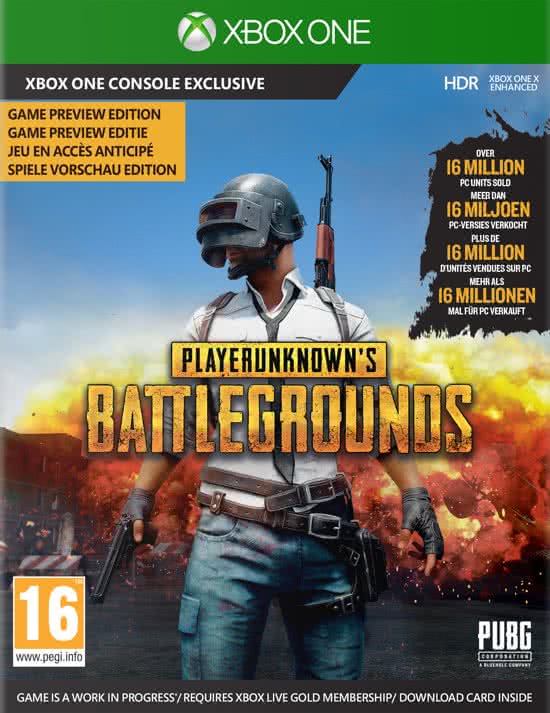 XBOX ONE
XBOX ONE CONSOLE EXCLUSIVE
HDR
XBOX ONE X
ENHANCED
GAME PREVIEW EDITION
GAME PREVIEW EDITIE
JEU EN ACCÈS ANTICIPÉ
SPIELE VORSCHAU EDITION
OVER
16 MILLION
PC UNITS SOLD
MEER DAN
16 MILJOEN
PC-VERSIES VERKOCHT
PLUS DE
16 MILLION
D'UNITÉS VENDUES SUR PC
MEHR ALS
16 MILLIONEN
MAL FÜR PC VERKAUFT
PLAYERUNKNOWN'S
BATTLEGROUNDS
16
www.pegi.info
PUBG
CORPORATION
A BLUEHOLE COMPANY
GAME IS A WORK IN PROGRESS'/ REQUIRES XBOX LIVE GOLD MEMBERSHIP/ DOWNLOAD CARD INSIDE